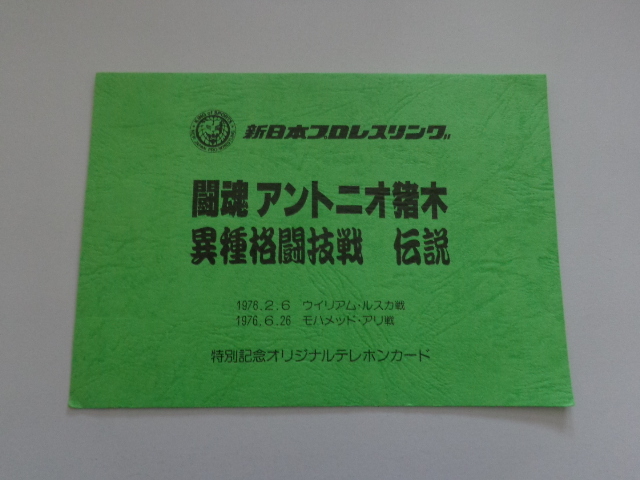 新日本プロレスリング
闘魂 アントニオ猪木
異種格闘技戦 伝説
1976.2.6 ウイリアム・ルスカ戦
1976.6.26 モハメッド・アリ戦
特別記念オリジナルテレホンカード